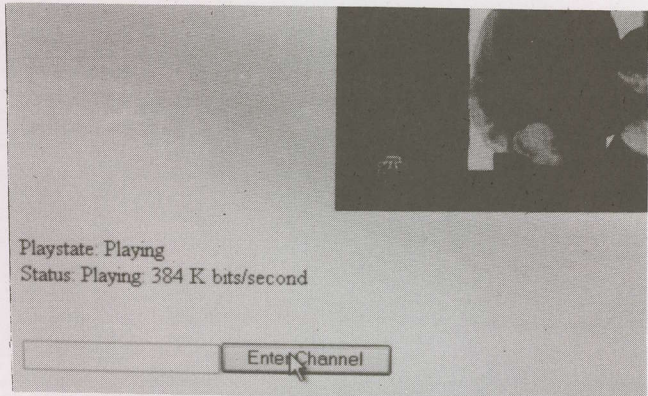 Playstate: Playing
Status: Playing: 384 K bits/second
Enter Channel